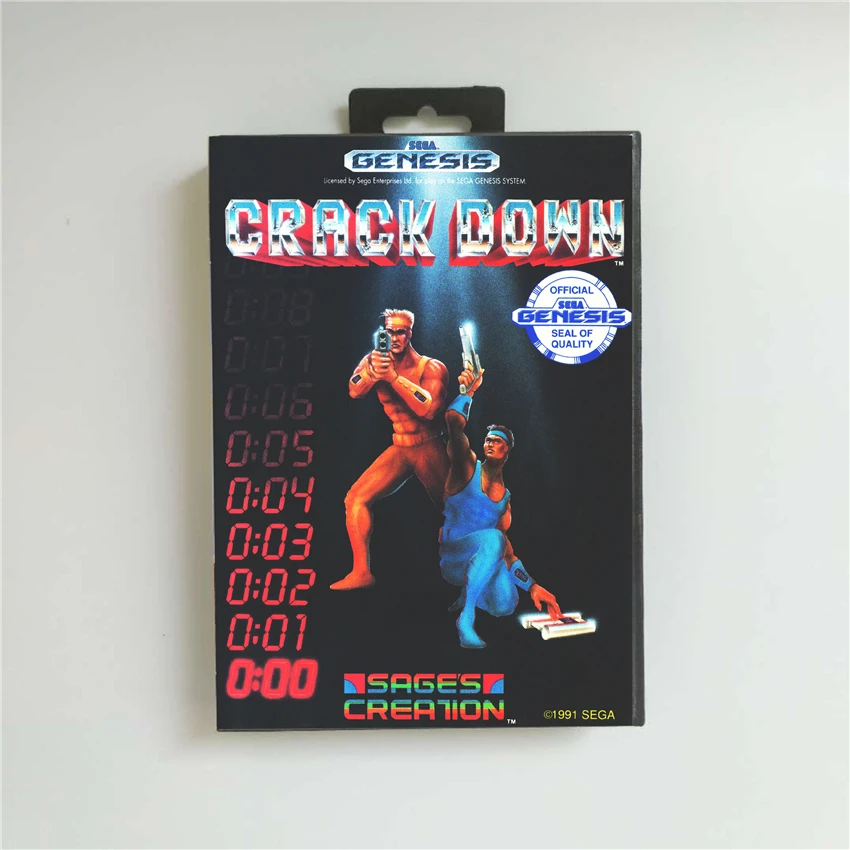 SEGA
GENESIS
Licensed by Sega Enterprises Ltd. for play on the SEGA GENESIS SYSTEM.
CRACK DOWN
TM
OFFICIAL
SEGA
GENESIS
SEAL OF
QUALITY
0:08
0:07
0:06
0:05
0:04
0:03
0:02
0:01
0:00
SAGE'S
CREATION
TM
©1991 SEGA